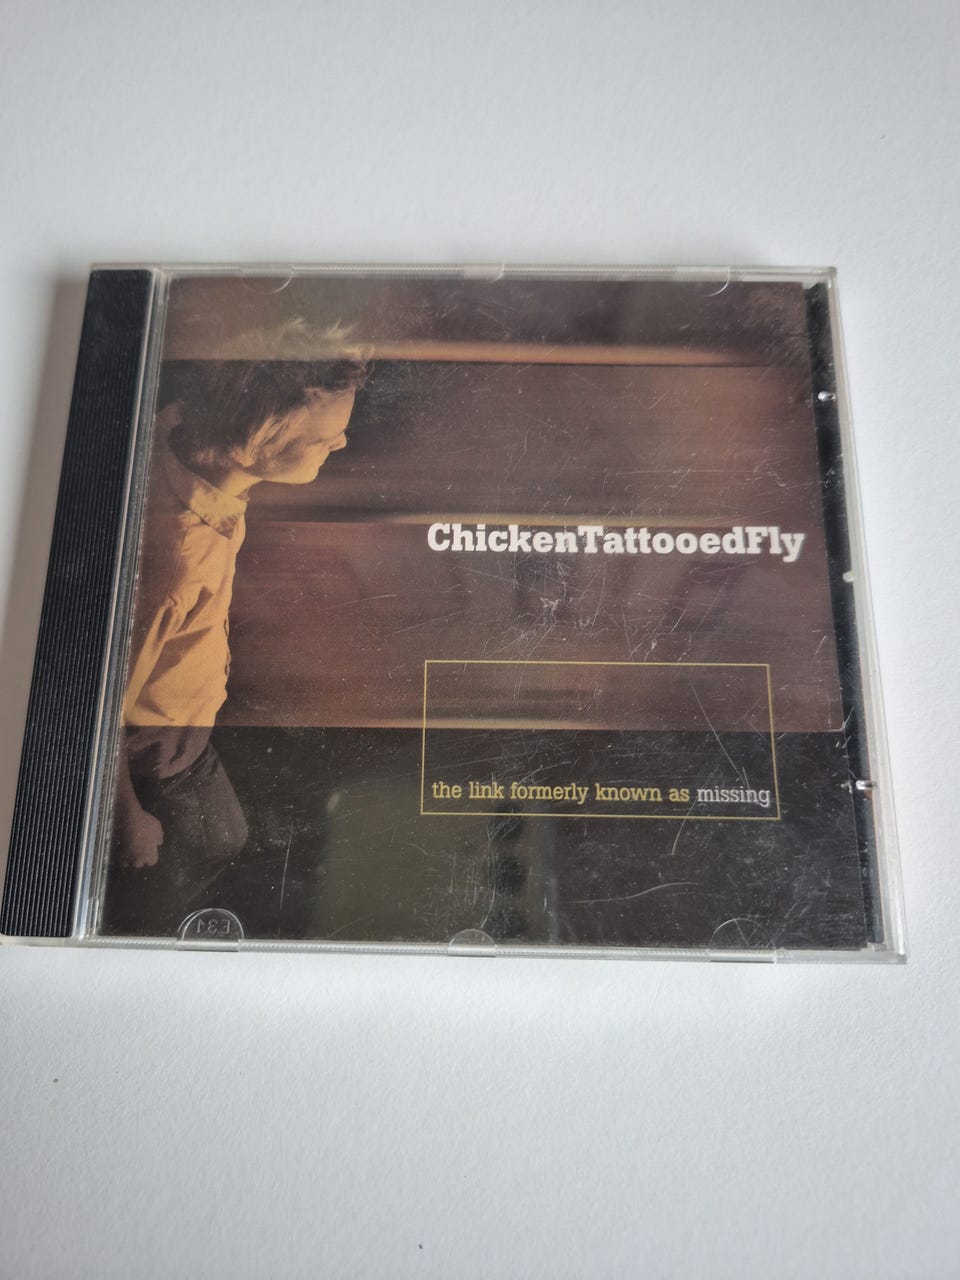 ChickenTattooedFly
the link formerly known as missing
E31